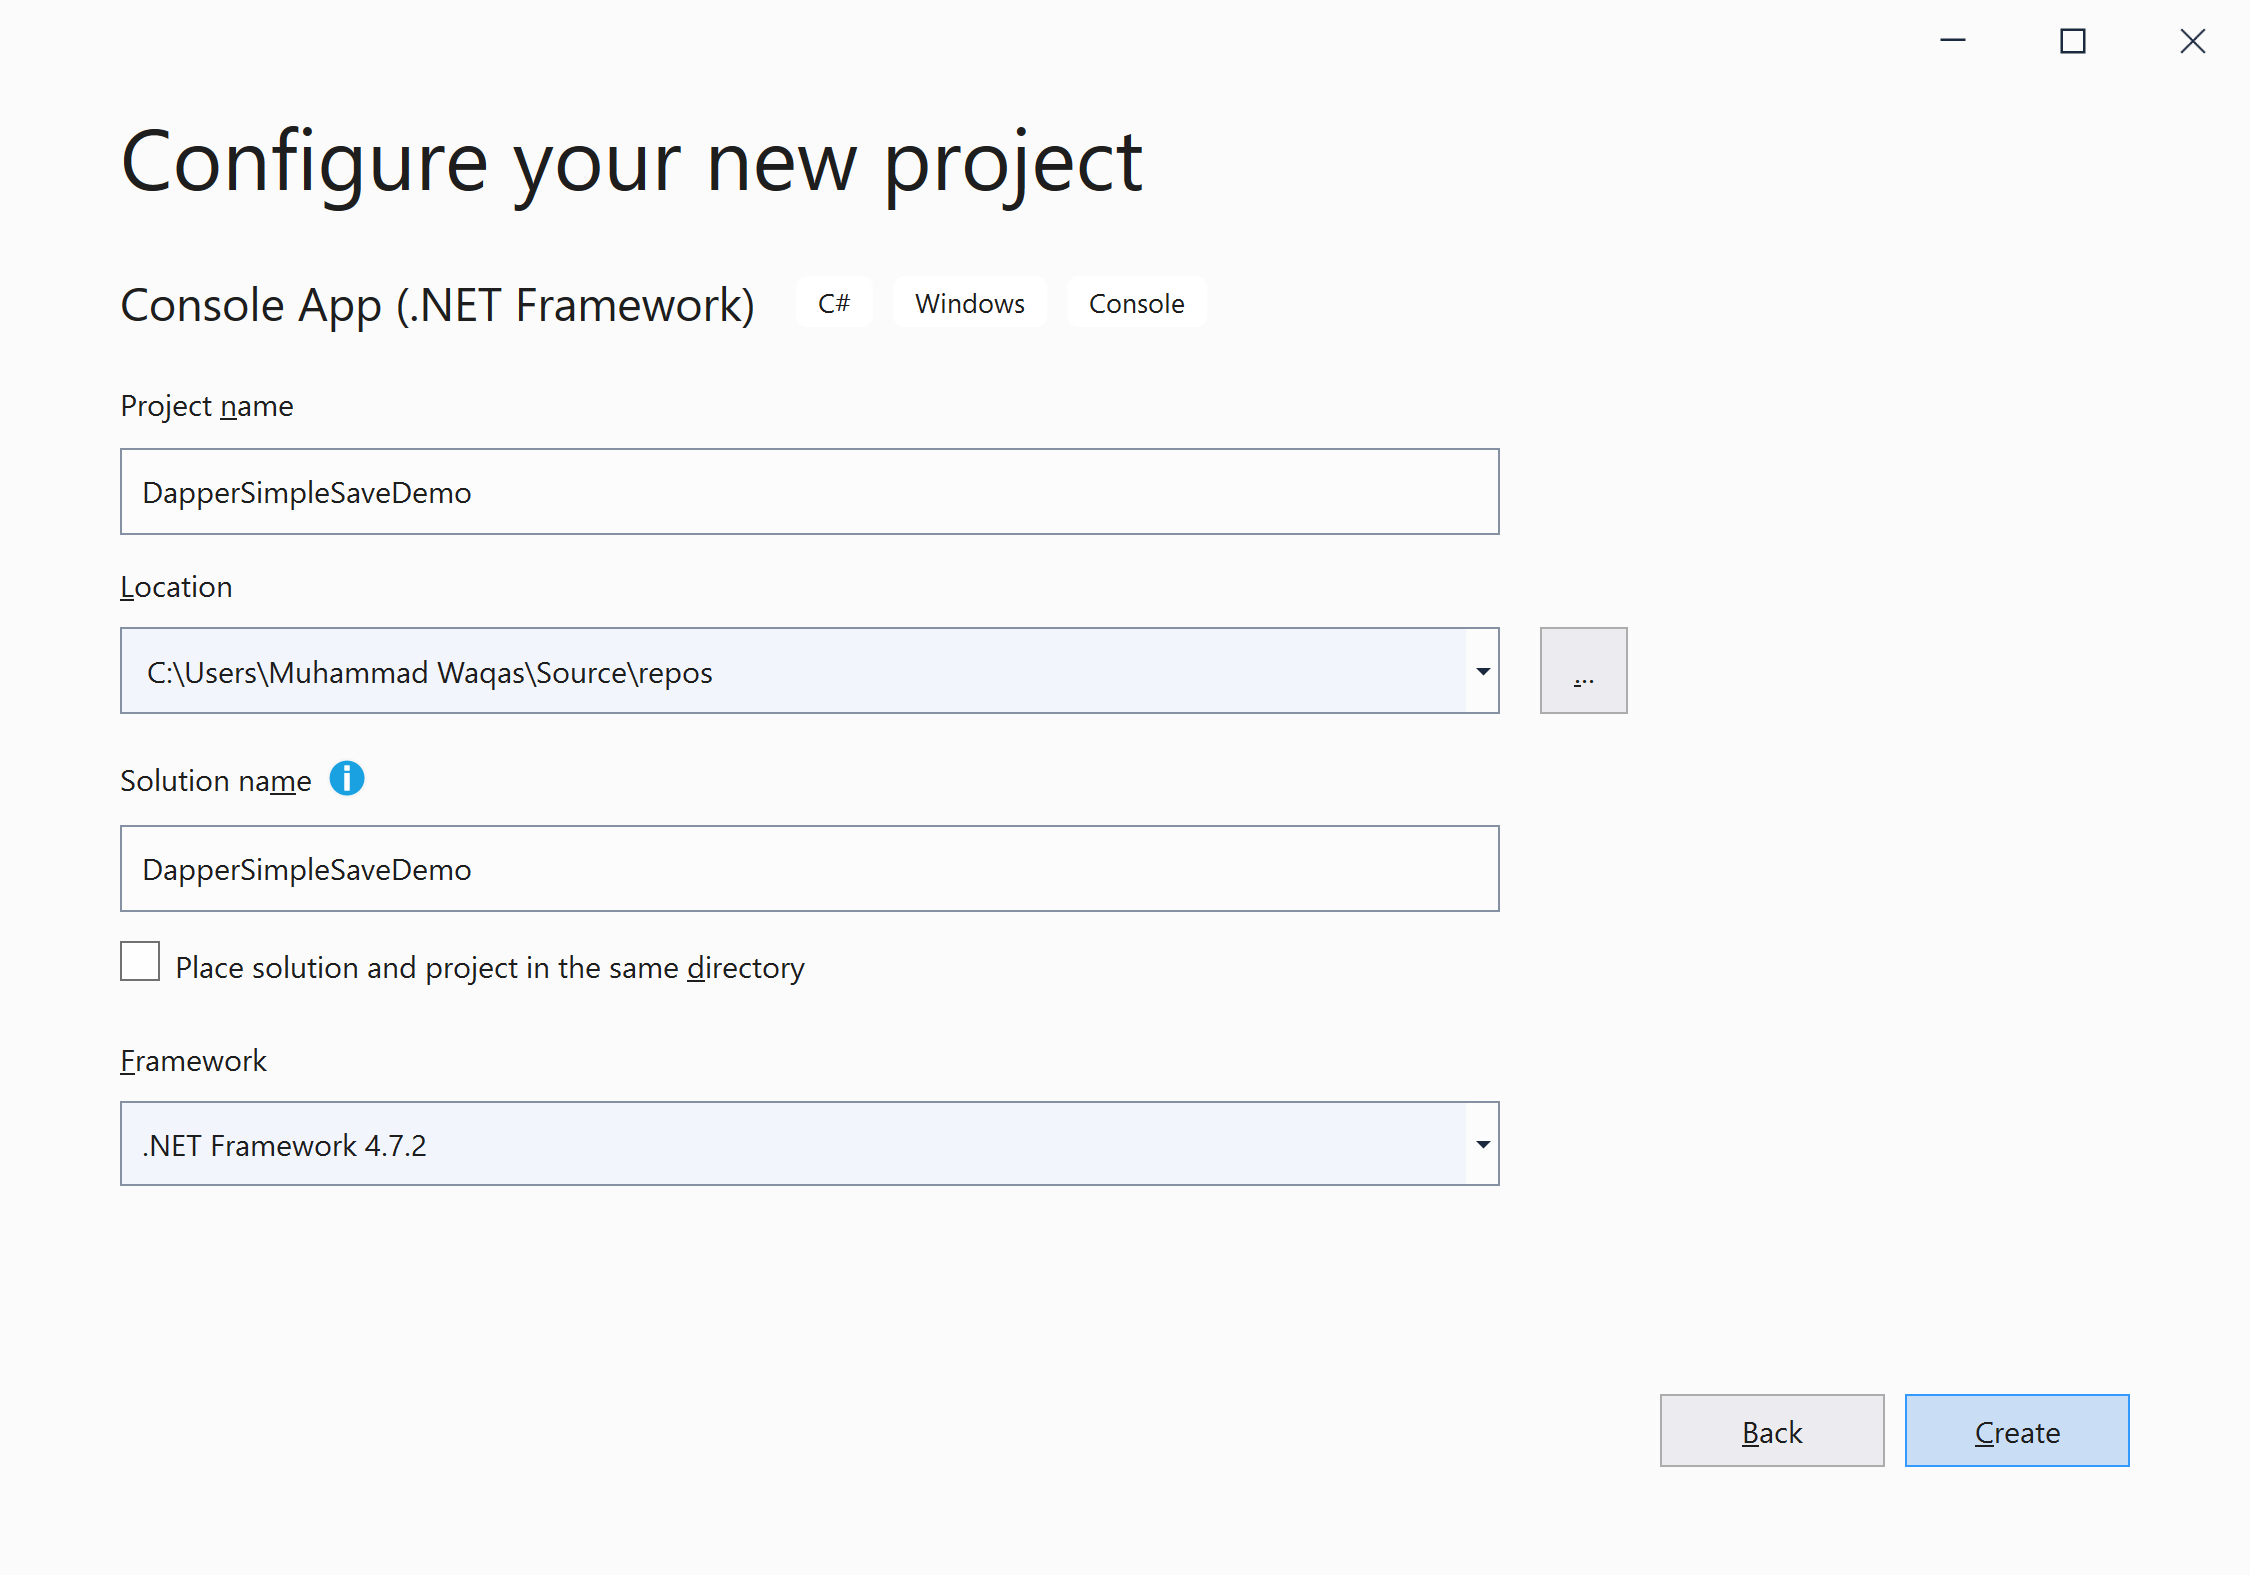 Configure your new project
Console App (.NET Framework) C# Windows Console
Project name
DapperSimpleSaveDemo
Location
C:\Users\Muhammad Waqas\Source\repos
...
Solution name
DapperSimpleSaveDemo
Place solution and project in the same directory
Framework
.NET Framework 4.7.2
Back Create